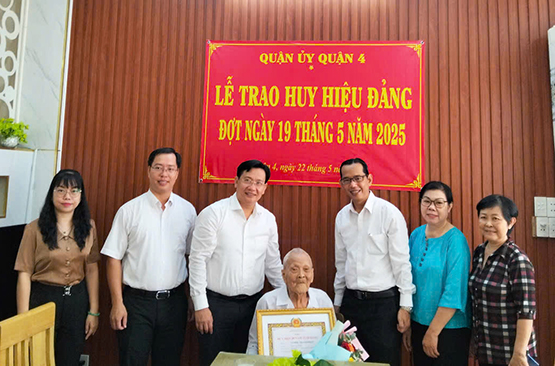 QUẬN ỦY QUẬN 4
LỄ TRAO HUY HIỆU ĐẢNG
ĐỢT NGÀY 19 THÁNG 5 NĂM 2025
4, ngày 22 tháng 5